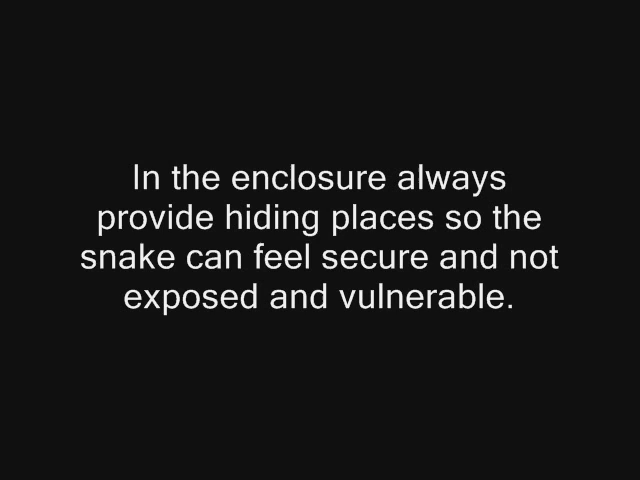 In the enclosure always
provide hiding places so the
snake can feel secure and not
exposed and vulnerable.